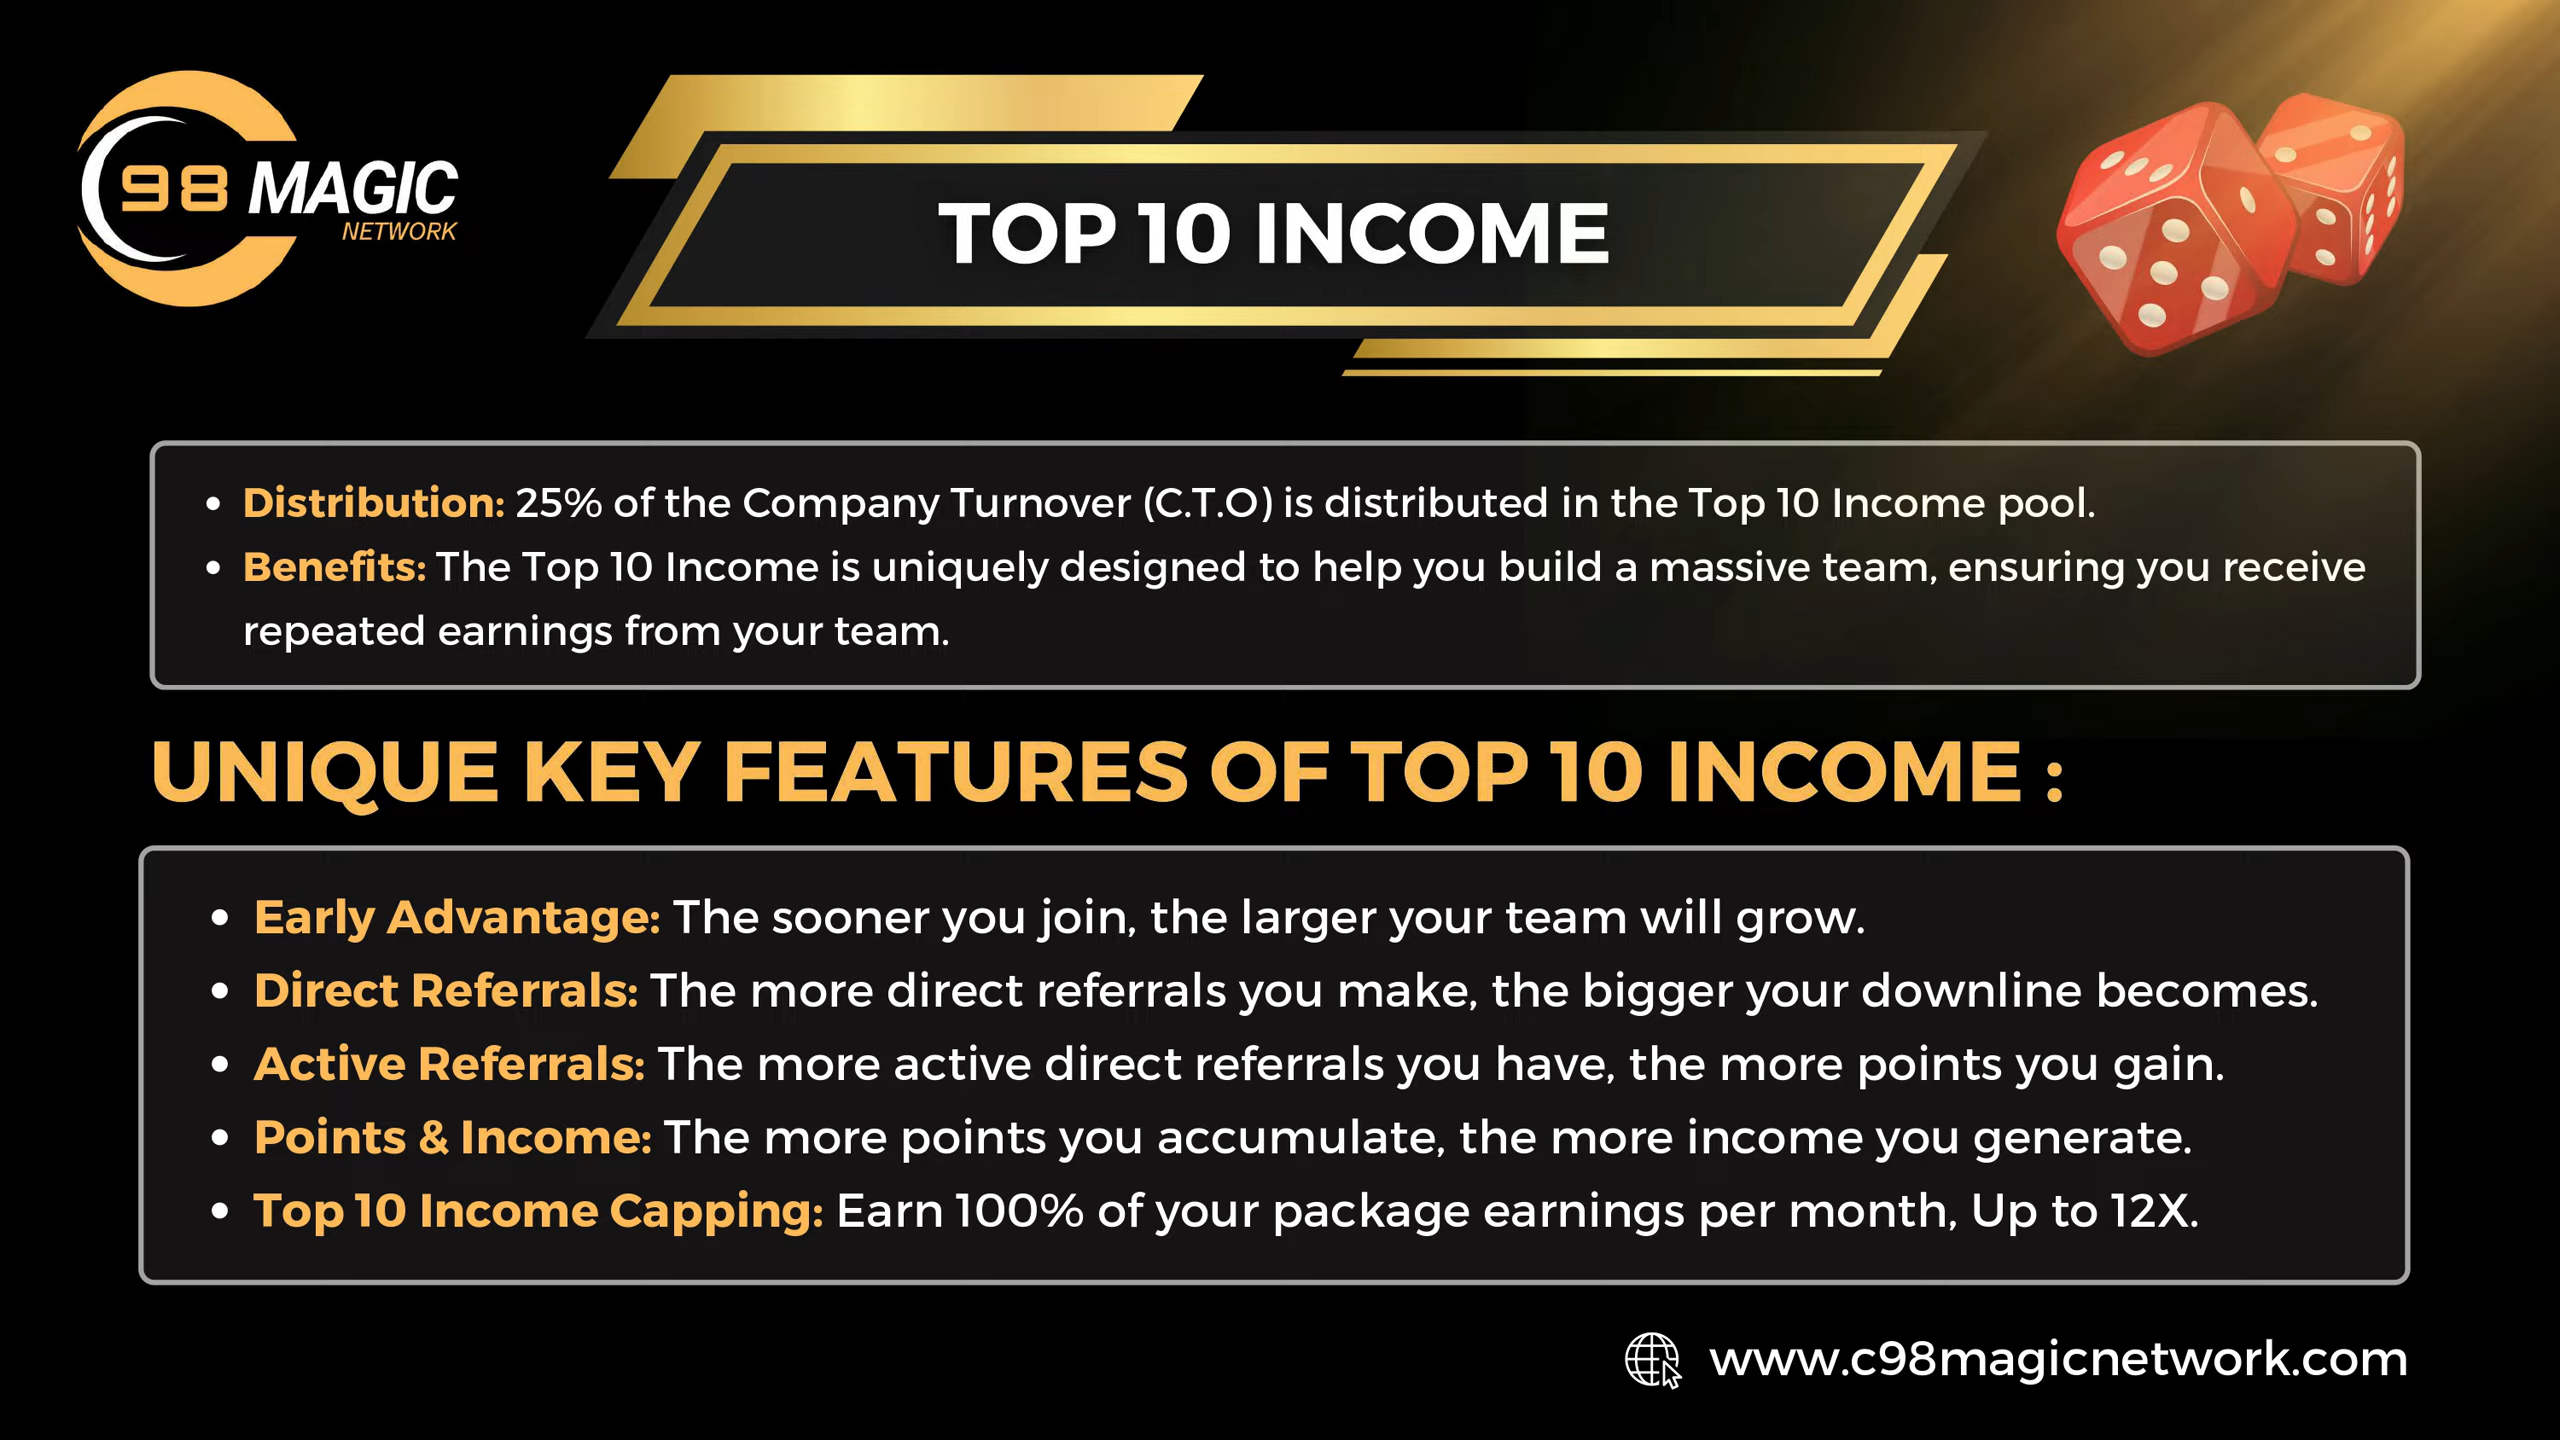 98 MAGIC
NETWORK
TOP 10 INCOME
• Distribution: 25% of the Company Turnover (C.T.O) is distributed in the Top 10 Income pool.
• Benefits: The Top 10 Income is uniquely designed to help you build a massive team, ensuring you receive
repeated earnings from your team.
UNIQUE KEY FEATURES OF TOP 10 INCOME :
• Early Advantage: The sooner you join, the larger your team will grow.
• Direct Referrals: The more direct referrals you make, the bigger your downline becomes.
• Active Referrals: The more active direct referrals you have, the more points you gain.
• Points & Income: The more points you accumulate, the more income you generate.
• Top 10 Income Capping: Earn 100% of your package earnings per month, Up to 12X.
www.c98magicnetwork.com